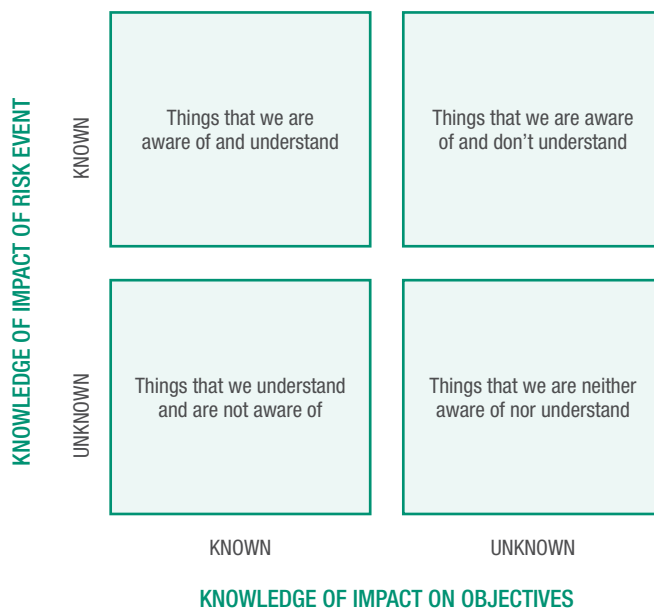 KNOWLEDGE OF IMPACT OF RISK EVENT
KNOWN
Things that we are
aware of and understand
Things that we are aware
of and don’t understand
UNKNOWN
Things that we understand
and are not aware of
Things that we are neither
aware of nor understand
KNOWN
UNKNOWN
KNOWLEDGE OF IMPACT ON OBJECTIVES